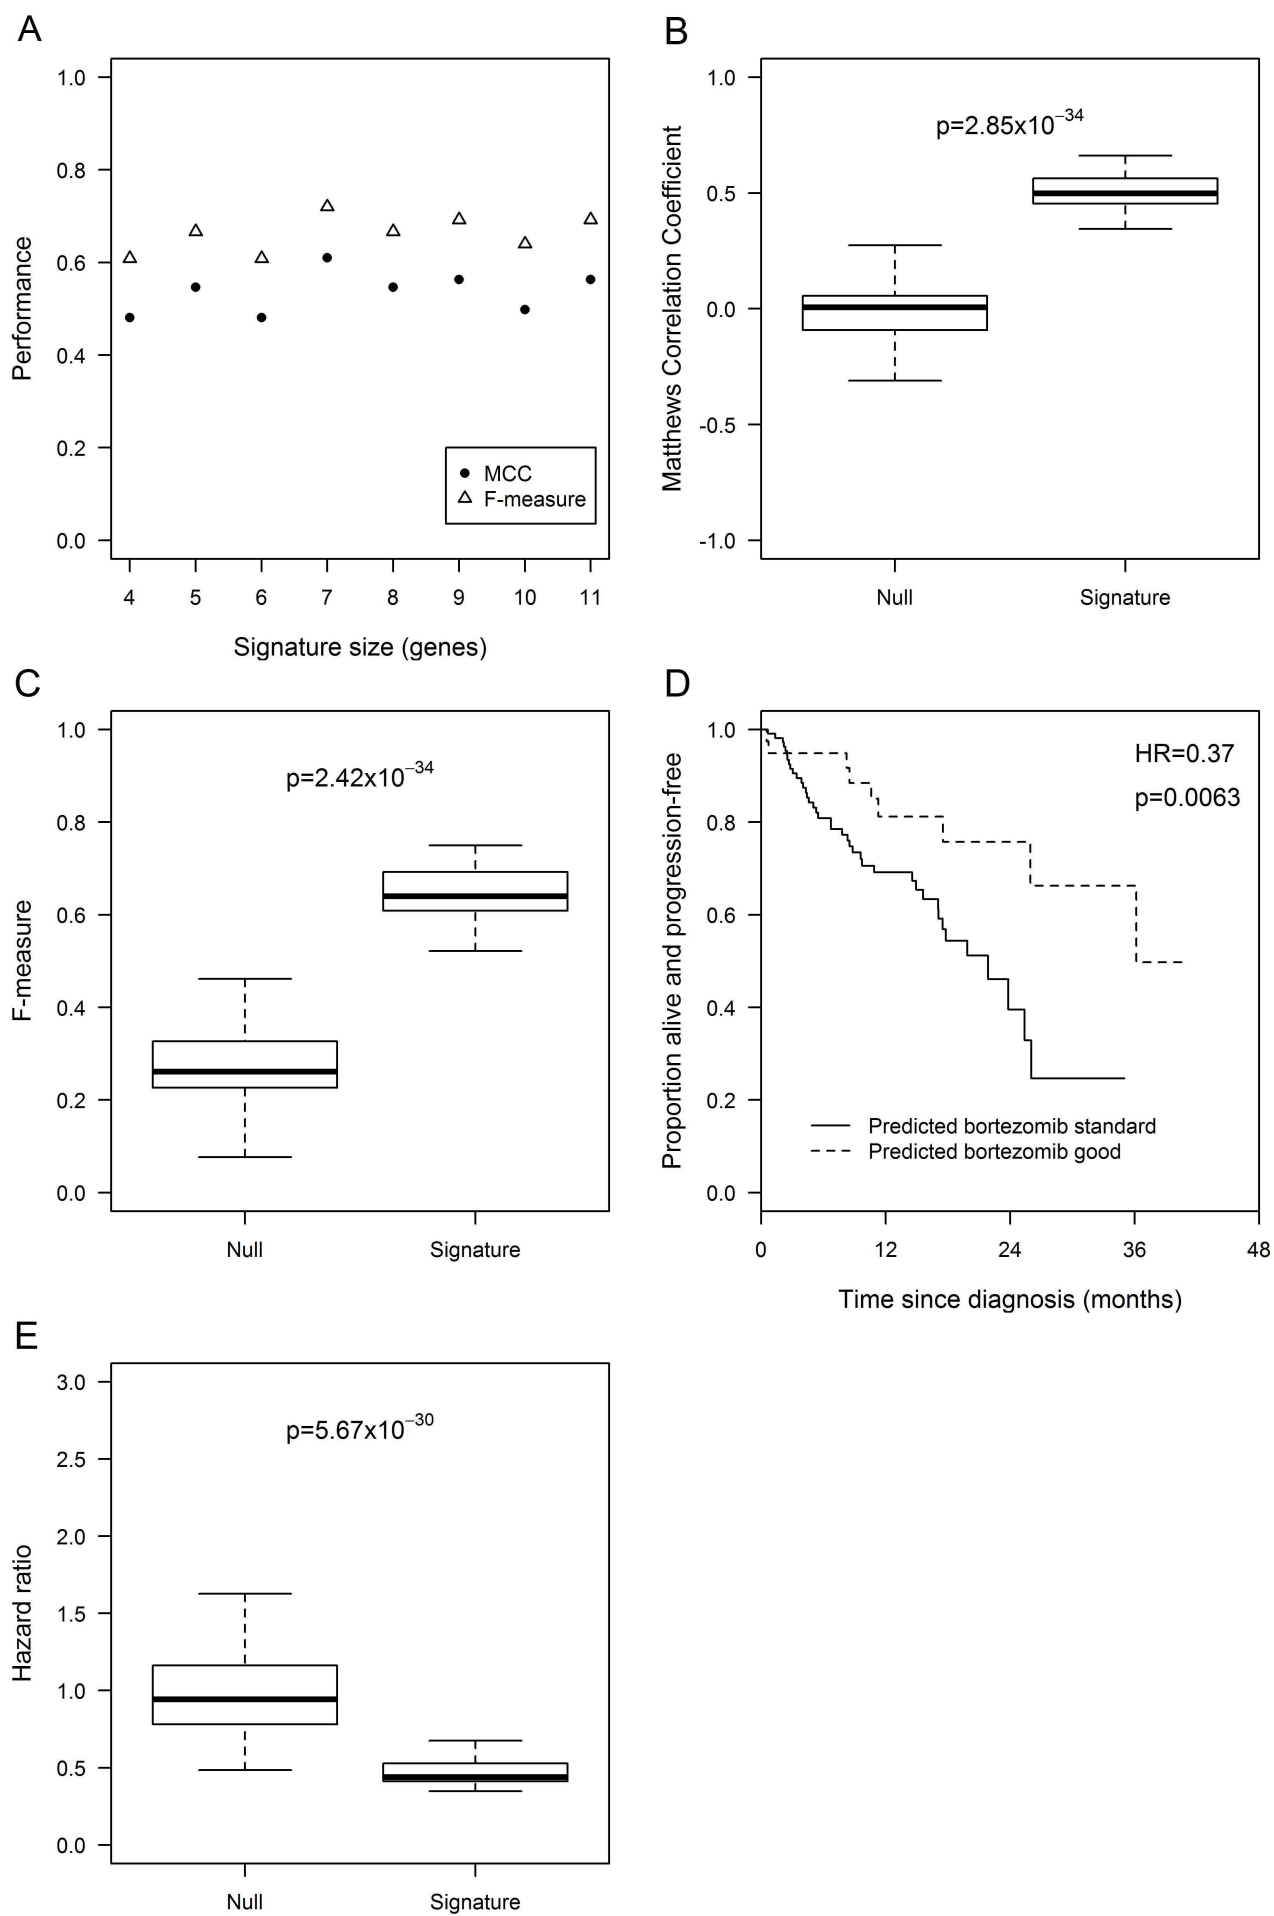 A
1.0
0.8
0.6
0.4
0.2
0.0
Performance
MCC
F-measure
4 5 6 7 8 9 10 11
Signature size (genes)
B
1.0
0.5
0.0
-0.5
-1.0
Matthews Correlation Coefficient
p=2.85x10⁻³⁴
Null Signature
C
1.0
0.8
0.6
0.4
0.2
0.0
F-measure
p=2.42x10⁻³⁴
Null Signature
D
1.0
0.8
0.6
0.4
0.2
0.0
Proportion alive and progression-free
HR=0.37
p=0.0063
Predicted bortezomib standard
Predicted bortezomib good
0 12 24 36 48
Time since diagnosis (months)
E
3.0
2.5
2.0
1.5
1.0
0.5
0.0
Hazard ratio
p=5.67x10⁻³⁰
Null Signature